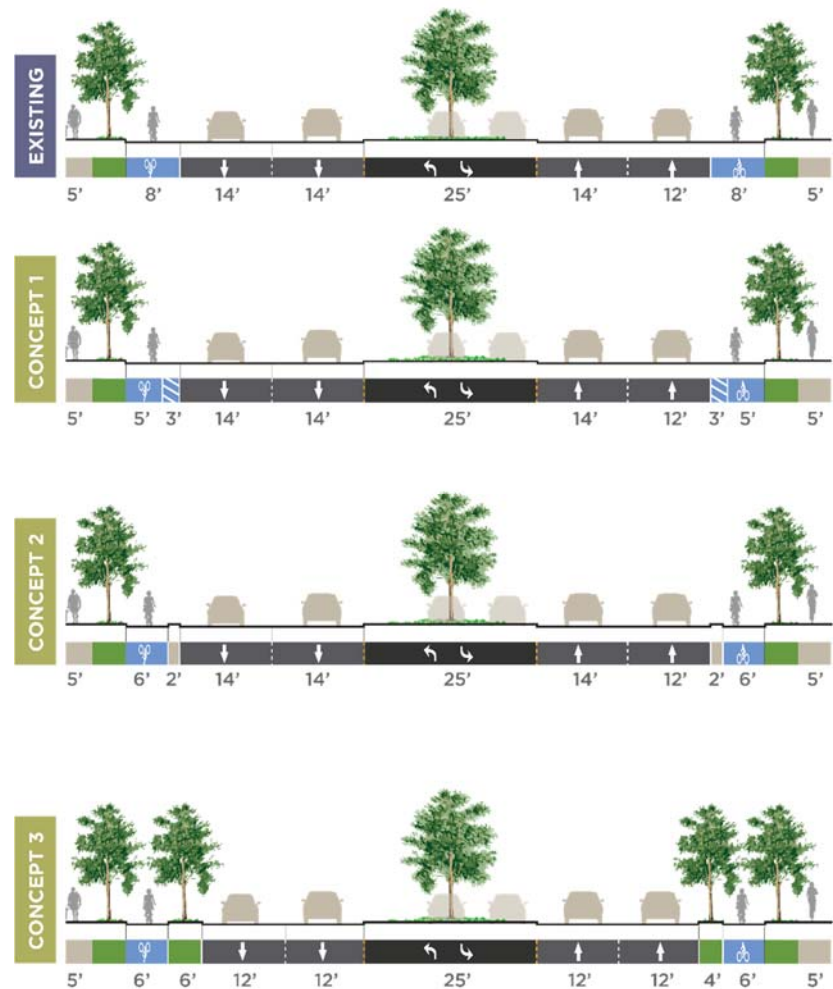 EXISTING
5’ 8’ 14’ 14’ 25’ 14’ 12’ 8’ 5’
CONCEPT 1
5’ 5’ 3’ 14’ 14’ 25’ 14’ 12’ 3’ 5’ 5’
CONCEPT 2
5’ 6’ 2’ 14’ 14’ 25’ 14’ 12’ 2’ 6’ 5’
CONCEPT 3
5’ 6’ 6’ 12’ 12’ 25’ 12’ 12’ 4’ 6’ 5’